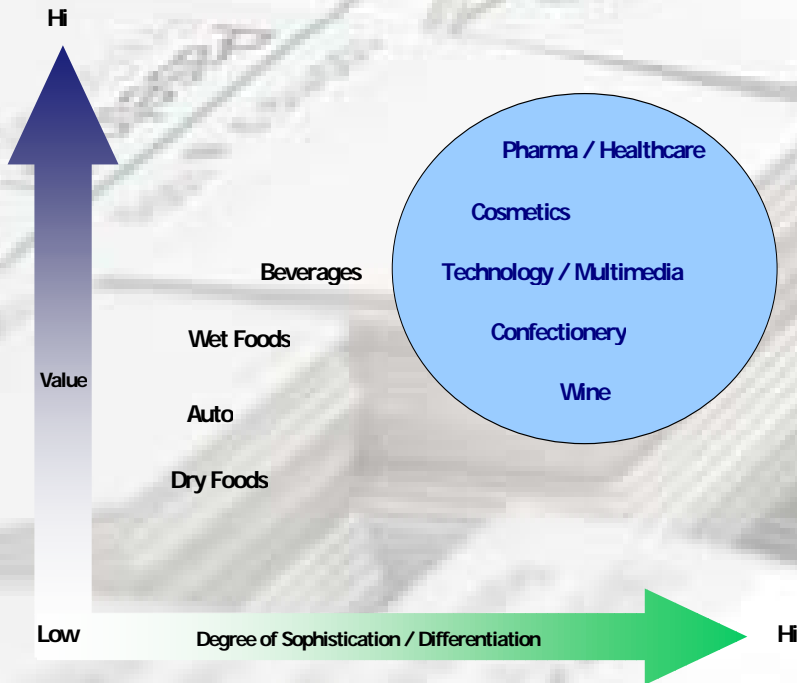 Hi
Pharma / Healthcare
Cosmetics
Beverages
Technology / Multimedia
Wet Foods
Confectionery
Value
Wine
Auto
Dry Foods
Low
Degree of Sophistication / Differentiation
Hi